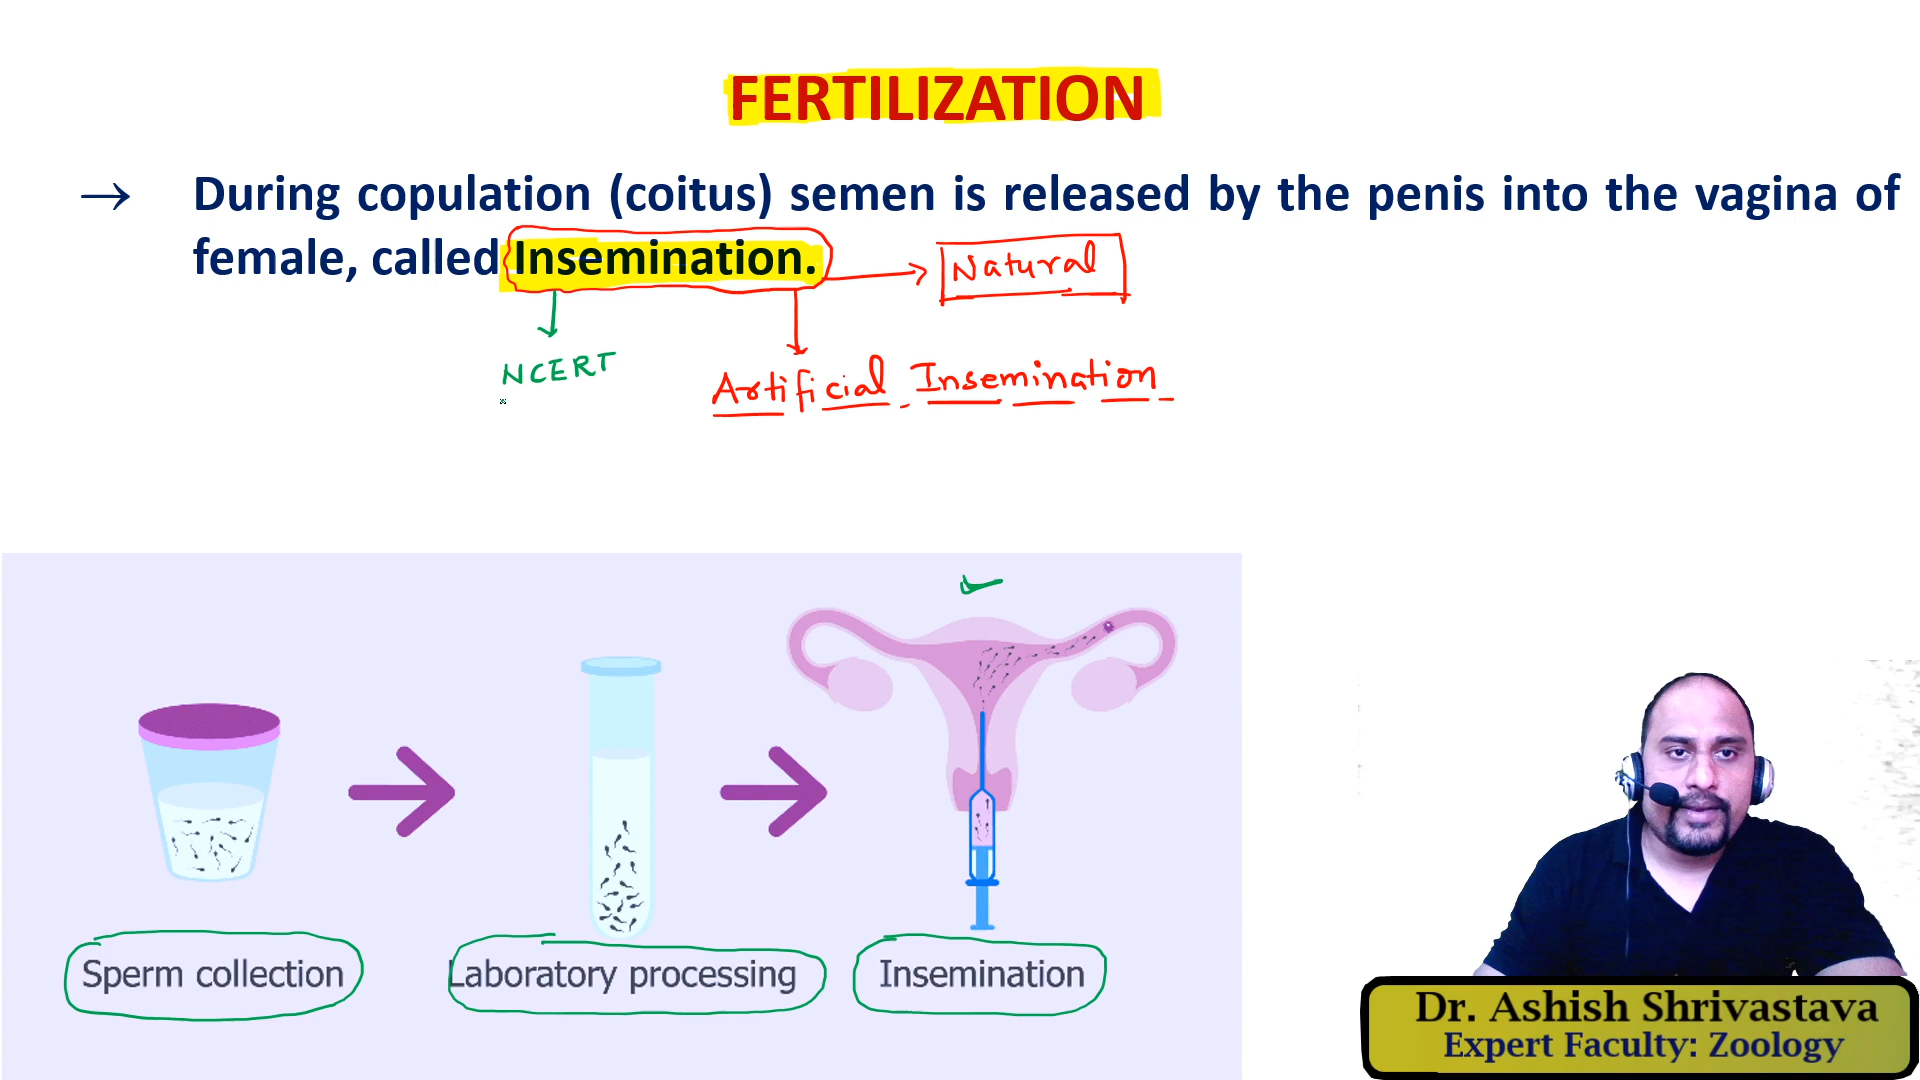 FERTILIZATION
→ During copulation (coitus) semen is released by the penis into the vagina of
female, called Insemination.
Natural
NCERT
Artificial Insemination
Sperm collection
Laboratory processing
Insemination
Dr. Ashish Shrivastava
Expert Faculty: Zoology